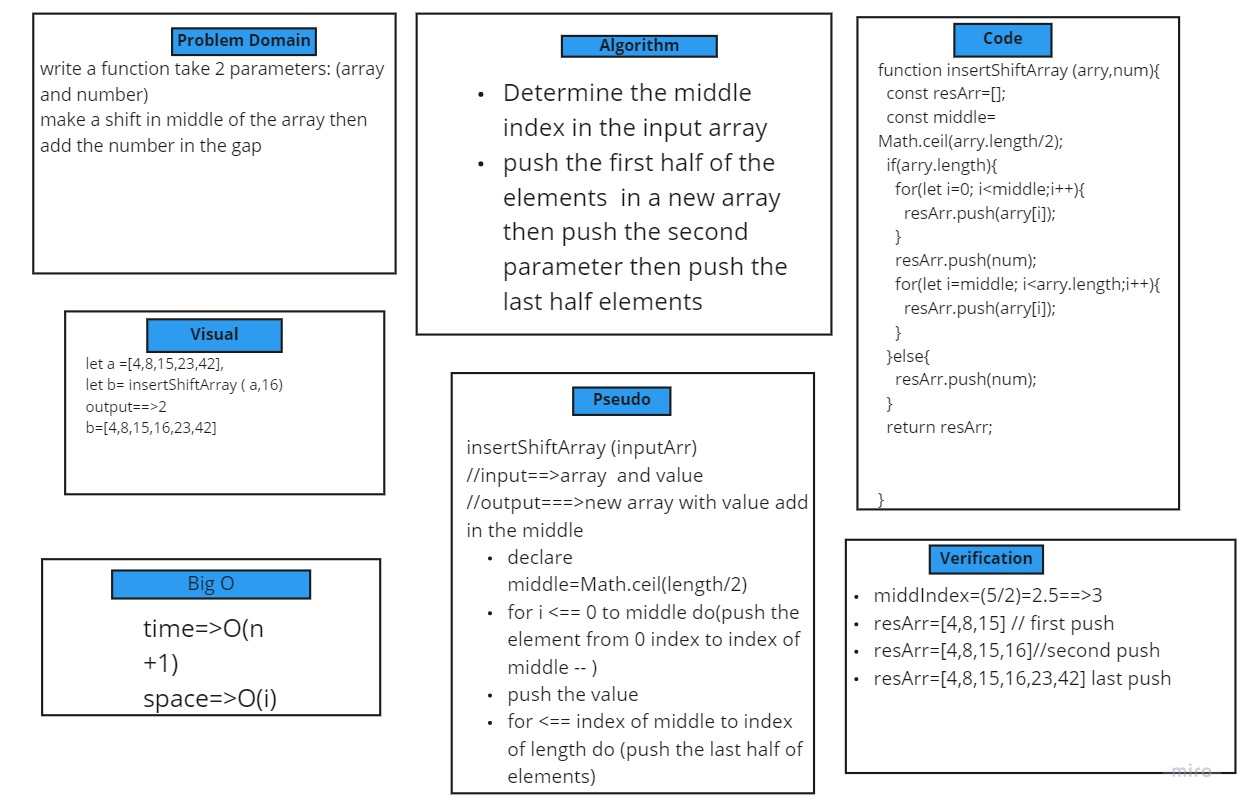 Problem Domain
write a function take 2 parameters: (array
and number)
make a shift in middle of the array then
add the number in the gap
Visual
let a =[4,8,15,23,42],
let b= insertShiftArray ( a,16)
output==>2
b=[4,8,15,16,23,42]
Big O
time=>O(n
+1)
space=>O(i)
Algorithm
• Determine the middle
index in the input array
• push the first half of the
elements  in a new array
then push the second
parameter then push the
last half elements
Pseudo
insertShiftArray (inputArr)
//input==>array  and value
//output===>new array with value add
in the middle
• declare
middle=Math.ceil(length/2)
• for i <== 0 to middle do(push the
element from 0 index to index of
middle -- )
• push the value
• for <== index of middle to index
of length do (push the last half of
elements)
Code
function insertShiftArray (arry,num){
const resArr=[];
const middle=
Math.ceil(arry.length/2);
if(arry.length){
for(let i=0; i<middle;i++){
resArr.push(arry[i]);
}
resArr.push(num);
for(let i=middle; i<arry.length;i++){
resArr.push(arry[i]);
}
}else{
resArr.push(num);
}
return resArr;
}
Verification
• middIndex=(5/2)=2.5==>3
• resArr=[4,8,15] // first push
• resArr=[4,8,15,16]//second push
• resArr=[4,8,15,16,23,42] last push
miro